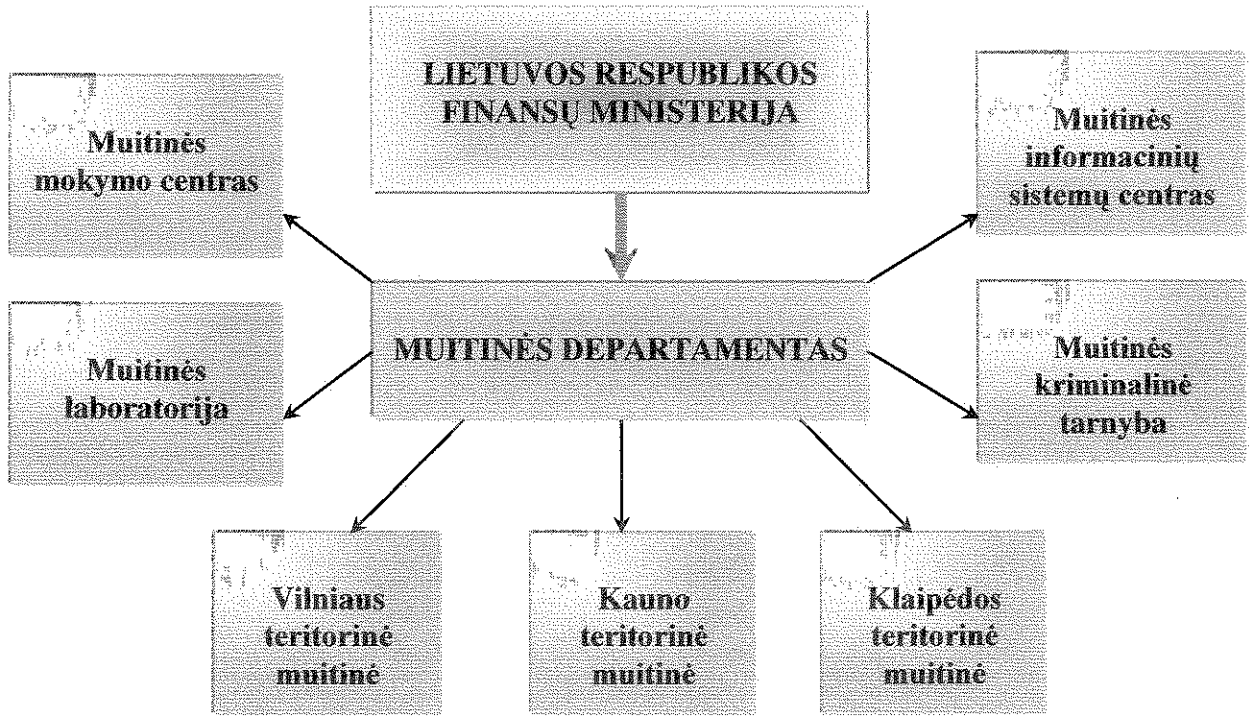 LIETUVOS RESPUBLIKOS
FINANSŲ MINISTERIJA
Muitinės
mokymo centras
Muitinės
informacinių
sistemų centras
MUITINĖS DEPARTAMENTAS
Muitinės
laboratorija
Muitinės
kriminalinė
tarnyba
Vilniaus
teritorinė
muitinė
Kauno
teritorinė
muitinė
Klaipėdos
teritorinė
muitinė